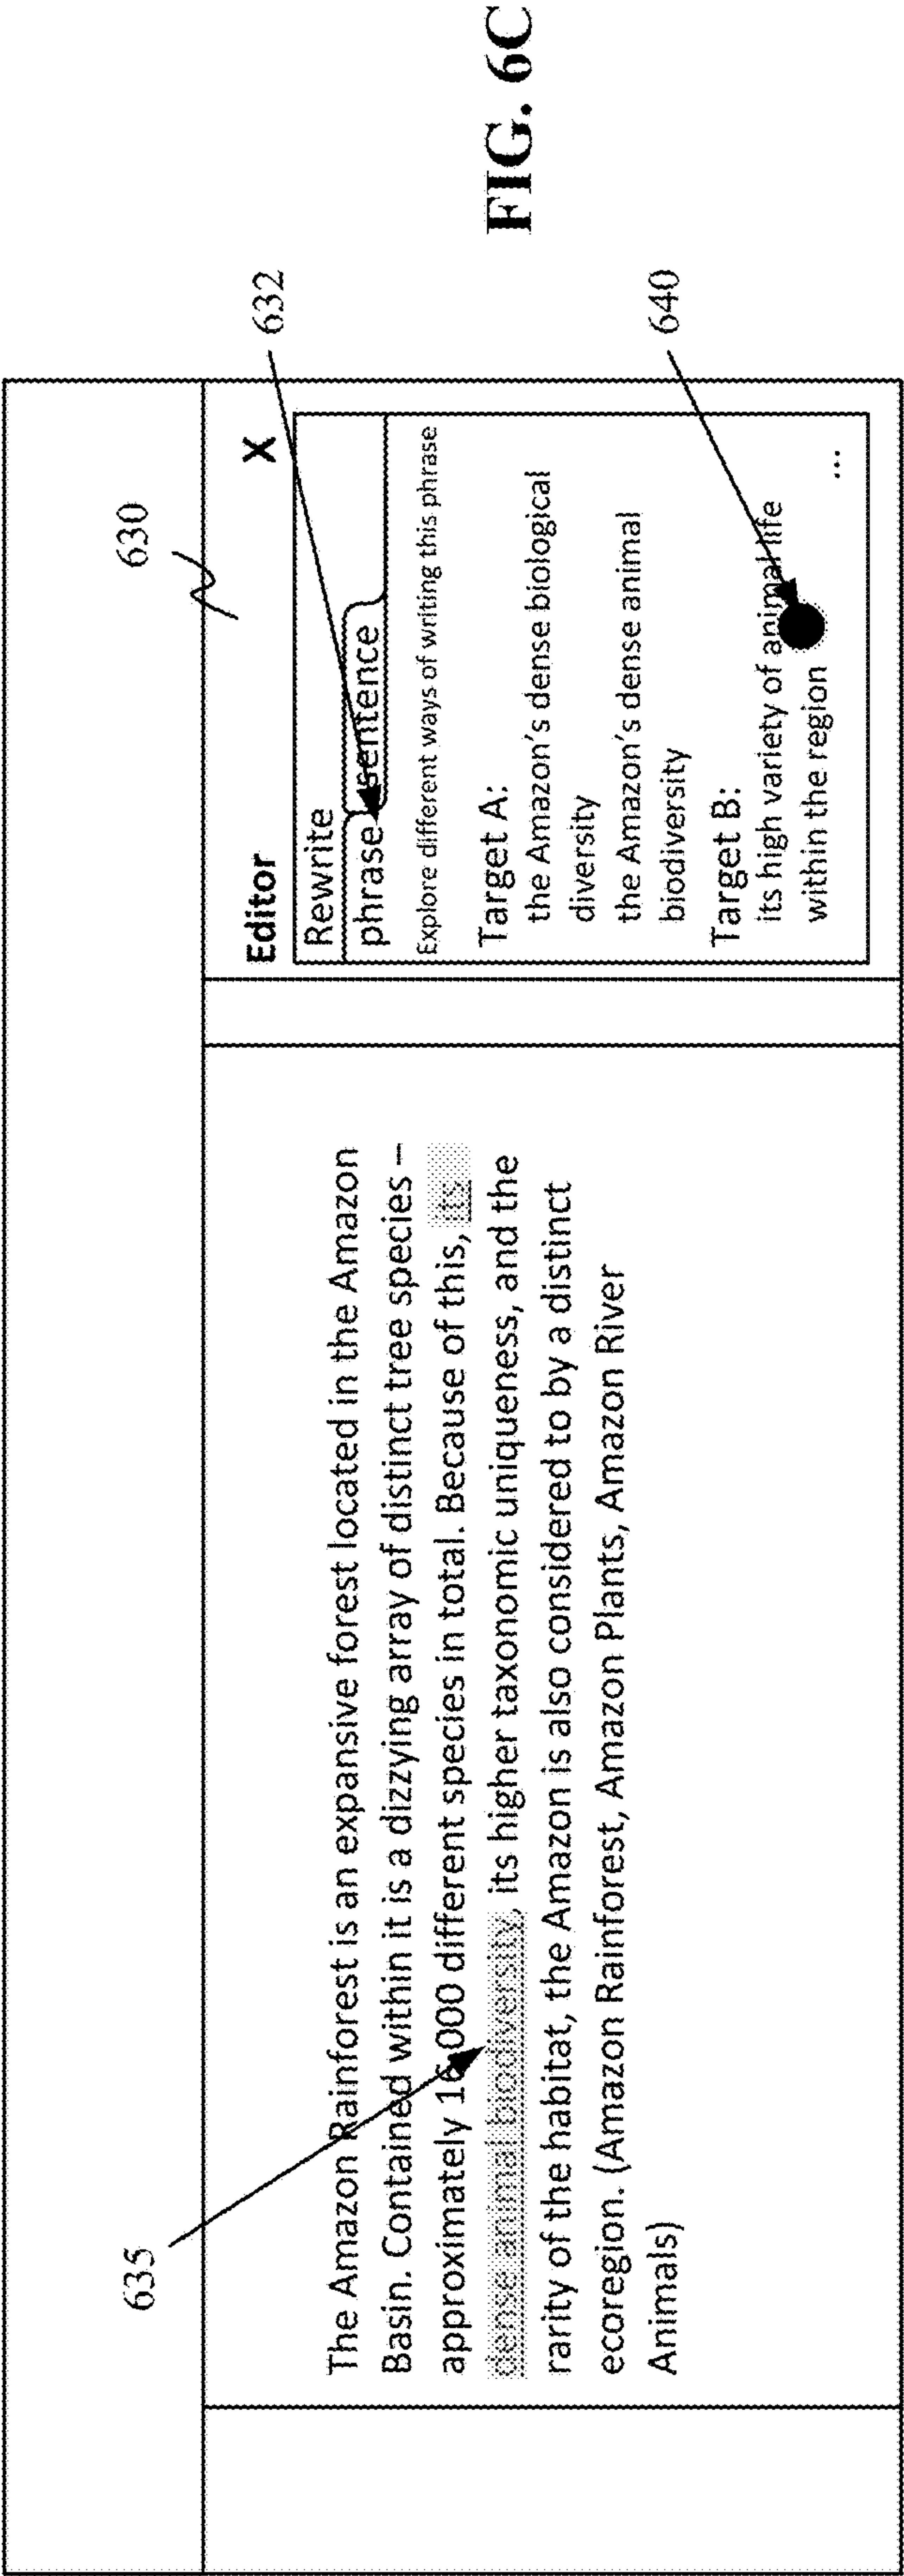 630
Editor X
632
Rewrite
phrase sentence
Explore different ways of writing this phrase
Target A:
the Amazon's dense biological
diversity
the Amazon's dense animal
biodiversity
Target B:
its high variety of animal life
within the region
...
640
635
The Amazon Rainforest is an expansive forest located in the Amazon
Basin. Contained within it is a dizzying array of distinct tree species –
approximately 16,000 different species in total. Because of this, its
dense animal biodiversity, its higher taxonomic uniqueness, and the
rarity of the habitat, the Amazon is also considered to by a distinct
ecoregion. (Amazon Rainforest, Amazon Plants, Amazon River
Animals)
FIG. 6C